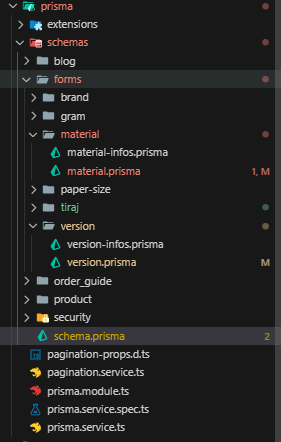 prisma
extensions
schemas
blog
forms
brand
gram
material
material-infos.prisma
material.prisma 1, M
paper-size
tiraj
version
version-infos.prisma
version.prisma M
order_guide
product
security
schema.prisma 2
pagination-props.d.ts
pagination.service.ts
prisma.module.ts
prisma.service.spec.ts
prisma.service.ts